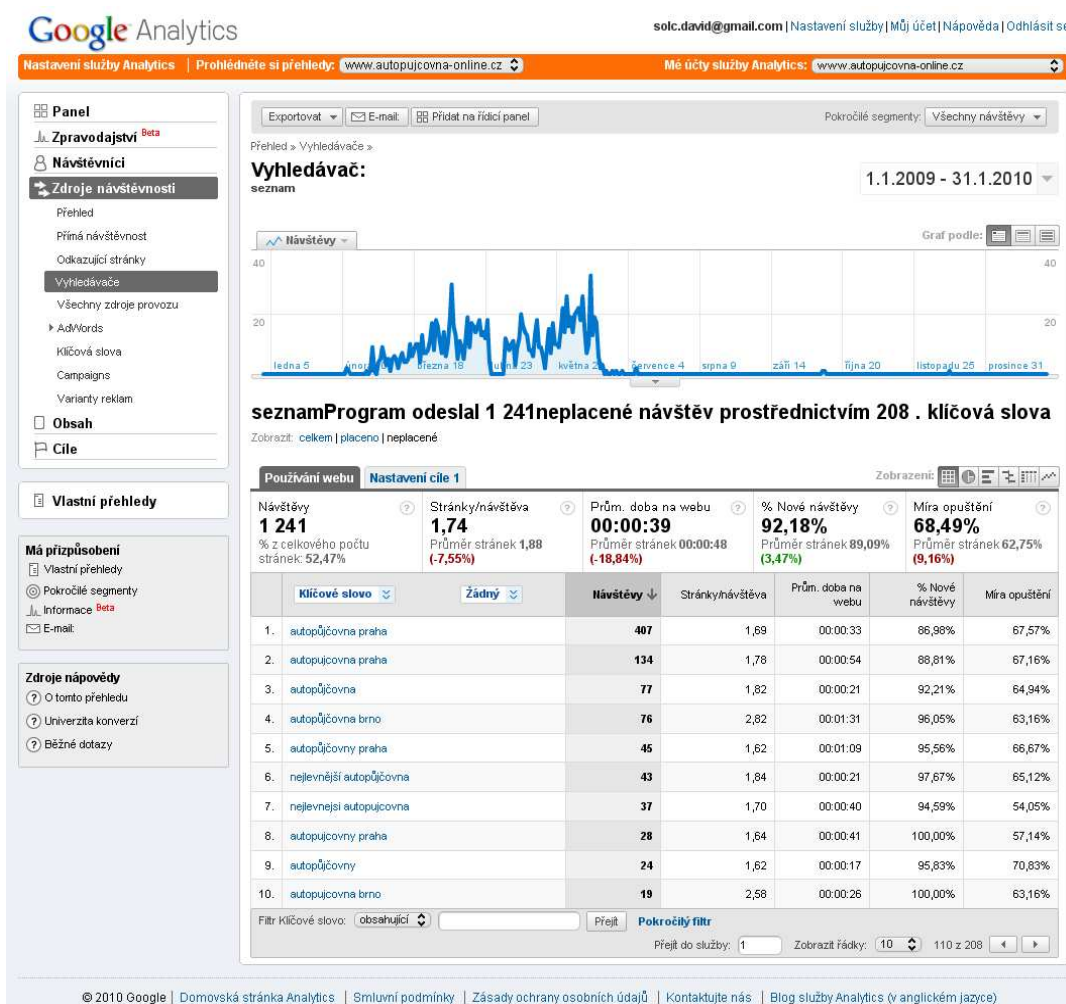 Google Analytics
solc.david@gmail.com | Nastavení služby | Můj účet | Nápověda | Odhlásit se
Nastavení služby Analytics | Prohlédněte si přehledy: www.autopujcovna-online.cz Mé účty služby Analytics: www.autopujcovna-online.cz
Panel
Zpravodajství Beta
Návštěvníci
Zdroje návštěvnosti
Přehled
Přímá návštěvnost
Odkazující stránky
Vyhledávače
Všechny zdroje provozu
AdWords
Klíčová slova
Campaigns
Varianty reklam
Obsah
Cíle
Vlastní přehledy
Má přizpůsobení
Vlastní přehledy
Pokročilé segmenty
Informace Beta
E-mail:
Zdroje nápovědy
O tomto přehledu
Univerzita konverzí
Běžné dotazy
Exportovat E-mail: Přidat na řídicí panel Pokročilé segmenty: Všechny návštěvy
Přehled » Vyhledávače »
Vyhledávač:
seznam
1.1.2009 - 31.1.2010
Návštěvy Graf podle:
40 40
20 20
ledna 5 března 18 23 července 4 srpna 9 září 14 října 20 listopadu 25 prosince 31
seznamProgram odeslal 1 241neplacené návštěv prostřednictvím 208 . klíčová slova
Zobrazit: celkem | placeno | neplacené
Používání webu Nastavení cíle 1 Zobrazení:
Návštěvy ? Stránky/návštěva ? Prům. doba na webu ? % Nové návštěvy ? Míra opuštění ?
1 241 1,74 00:00:39 92,18% 68,49%
% z celkového počtu Průměr stránek 1,88 Průměr stránek 00:00:48 Průměr stránek 89,09% Průměr stránek 62,75%
stránek: 52,47% (-7,55%) (-18,84%) (3,47%) (9,16%)
Klíčové slovo Žádný Návštěvy Stránky/návštěva Prům. doba na webu % Nové návštěvy Míra opuštění
1. autopůjčovna praha 407 1,69 00:00:33 86,98% 67,57%
2. autopujcovna praha 134 1,78 00:00:54 88,81% 67,16%
3. autopůjčovna 77 1,82 00:00:21 92,21% 64,94%
4. autopůjčovna brno 76 2,82 00:01:31 96,05% 63,16%
5. autopůjčovny praha 45 1,62 00:01:09 95,56% 66,67%
6. nejlevnější autopůjčovna 43 1,84 00:00:21 97,67% 65,12%
7. nejlevnejsi autopujcovna 37 1,70 00:00:40 94,59% 54,05%
8. autopujcovny praha 28 1,64 00:00:41 100,00% 57,14%
9. autopůjčovny 24 1,62 00:00:17 95,83% 70,83%
10. autopujcovna brno 19 2,58 00:00:26 100,00% 63,16%
Filtr Klíčové slovo: obsahující Přejít Pokročilý filtr
Přejít do služby: 1 Zobrazit řádky: 10 110 z 208
© 2010 Google | Domovská stránka Analytics | Smluvní podmínky | Zásady ochrany osobních údajů | Kontaktujte nás | Blog služby Analytics (v anglickém jazyce)